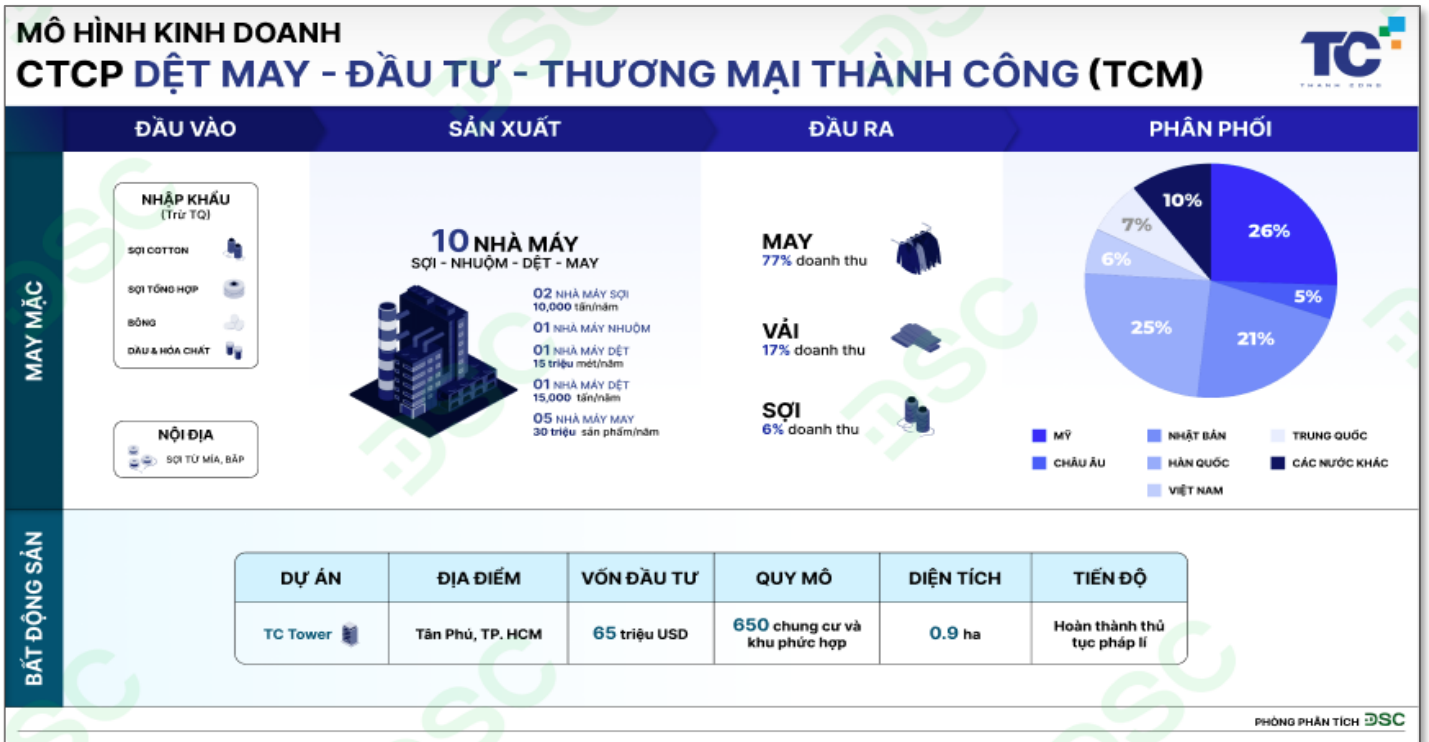 MÔ HÌNH KINH DOANH
CTCP DỆT MAY - ĐẦU TƯ - THƯƠNG MẠI THÀNH CÔNG (TCM)
TC
THANH CONG
ĐẦU VÀO
SẢN XUẤT
ĐẦU RA
PHÂN PHỐI
MAY MẶC
NHẬP KHẨU
(Trừ TQ)
SỢI COTTON
SỢI TỔNG HỢP
BÔNG
DẦU & HÓA CHẤT
NỘI ĐỊA
SỢI TỪ MÍA, BẮP
10 NHÀ MÁY
SỢI - NHUỘM - DỆT - MAY
02 NHÀ MÁY SỢI
10,000 tấn/năm
01 NHÀ MÁY NHUỘM
01 NHÀ MÁY DỆT
15 triệu mét/năm
01 NHÀ MÁY DỆT
15,000 tấn/năm
05 NHÀ MÁY MAY
30 triệu sản phẩm/năm
MAY
77% doanh thu
VẢI
17% doanh thu
SỢI
6% doanh thu
26%
5%
21%
25%
6%
7%
10%
MỸ
NHẬT BẢN
TRUNG QUỐC
CHÂU ÂU
HÀN QUỐC
CÁC NƯỚC KHÁC
VIỆT NAM
BẤT ĐỘNG SẢN
DỰ ÁN
ĐỊA ĐIỂM
VỐN ĐẦU TƯ
QUY MÔ
DIỆN TÍCH
TIẾN ĐỘ
TC Tower
Tân Phú, TP. HCM
65 triệu USD
650 chung cư và
khu phức hợp
0.9 ha
Hoàn thành thủ
tục pháp lí
PHÒNG PHÂN TÍCH DSC